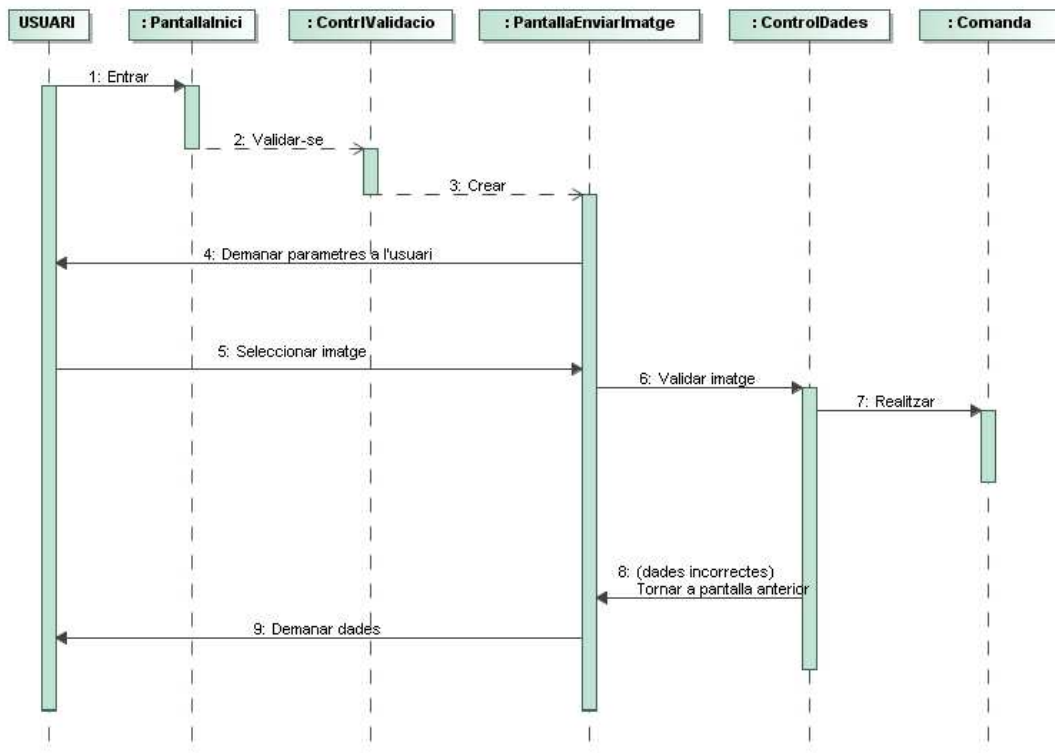 USUARI
: PantallaInici
: ContrlValidacio
: PantallaEnviarImatge
: ControlDades
: Comanda
1: Entrar
2: Validar-se
3: Crear
4: Demanar parametres a l'usuari
5: Seleccionar imatge
6: Validar imatge
7: Realitzar
8: (dades incorrectes)
Tornar a pantalla anterior
9: Demanar dades